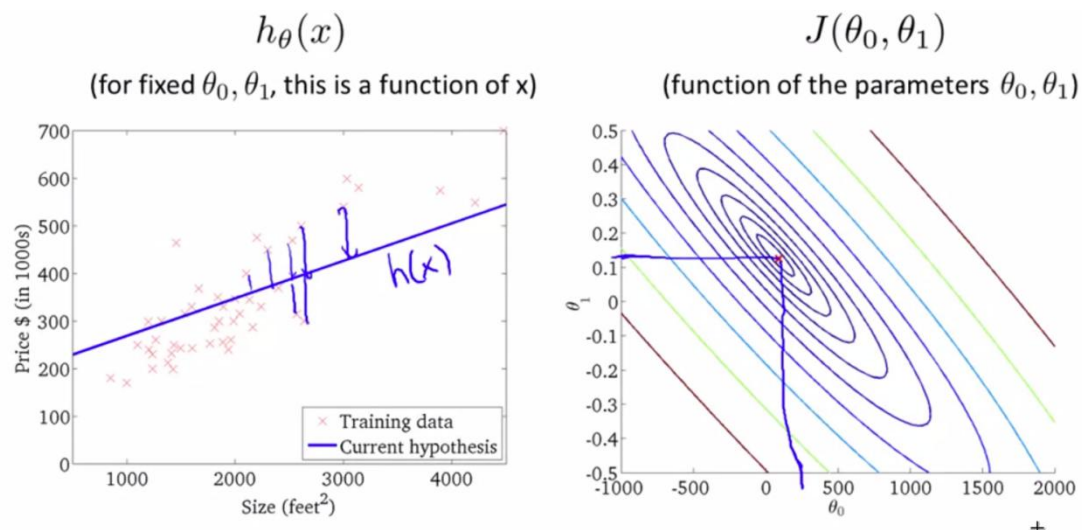 h_θ(x)
(for fixed θ₀, θ₁, this is a function of x)
700
600
500
400
300
200
100
0
Price $ (in 1000s)
1000 2000 3000 4000
Size (feet²)
h(x)
Training data
Current hypothesis
J(θ₀, θ₁)
(function of the parameters θ₀, θ₁)
0.5
0.4
0.3
0.2
0.1
0
-0.1
-0.2
-0.3
-0.4
-0.5
θ₁
-1000 -500 0 500 1000 1500 2000
θ₀